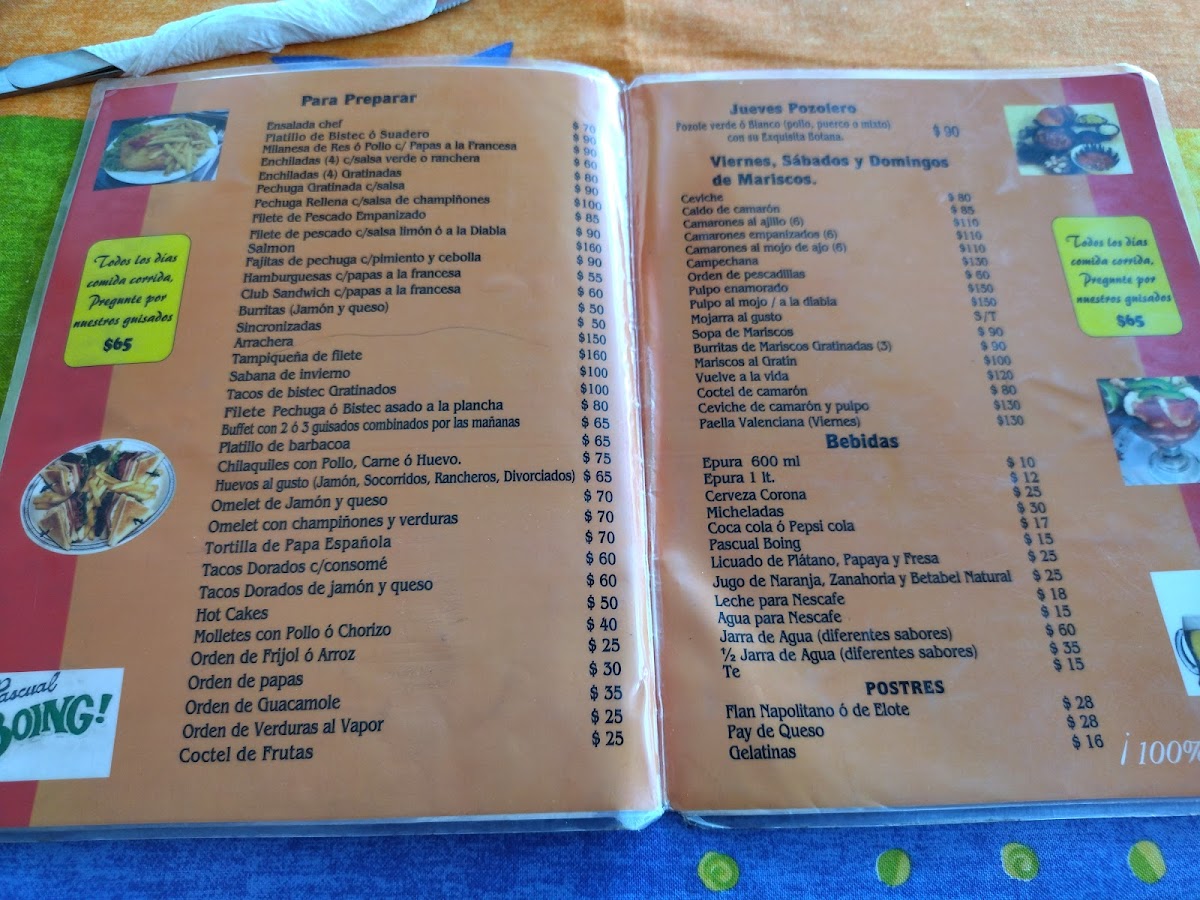 Para Preparar
Ensalada chef $ 70
Platillo de Bistec ó Suadero $ 90
Milanesa de Res ó Pollo c/ Papas a la Francesa $ 90
Enchiladas (4) c/salsa verde o ranchera $ 60
Enchiladas (4) Gratinadas $ 80
Pechuga Gratinada c/salsa $ 90
Pechuga Rellena c/salsa de champiñones $100
Filete de Pescado Empanizado $ 85
Filete de pescado c/salsa limón ó a la Diabla $ 90
Salmon $160
Fajitas de pechuga c/pimiento y cebolla $ 90
Hamburguesas c/papas a la francesa $ 55
Club Sandwich c/papas a la francesa $ 60
Burritas (Jamón y queso) $ 50
Sincronizadas $ 50
Arrachera $150
Tampiqueña de filete $160
Sabana de invierno $100
Tacos de bistec Gratinados $100
Filete Pechuga ó Bistec asado a la plancha $ 80
Buffet con 2 ó 3 guisados combinados por las mañanas $ 65
Platillo de barbacoa $ 65
Chilaquiles con Pollo, Carne ó Huevo. $ 75
Huevos al gusto (Jamón, Socorridos, Rancheros, Divorciados) $ 65
Omelet de Jamón y queso $ 70
Omelet con champiñones y verduras $ 70
Tortilla de Papa Española $ 70
Tacos Dorados c/consomé $ 60
Tacos Dorados de jamón y queso $ 60
Hot Cakes $ 50
Molletes con Pollo ó Chorizo $ 40
Orden de Frijol ó Arroz $ 25
Orden de papas $ 30
Orden de Guacamole $ 35
Orden de Verduras al Vapor $ 25
Coctel de Frutas $ 25
Todos los días
comida corrida,
Pregunte por
nuestros guisados
$65
Pascual
BOING!
Jueves Pozolero
Pozole verde ó Blanco (pollo, puerco o mixto)
con su Exquisita Botana. $ 90
Viernes, Sábados y Domingos
de Mariscos.
Ceviche $ 80
Caldo de camarón $ 85
Camarones al ajillo (6) $110
Camarones empanizados (6) $110
Camarones al mojo de ajo (6) $110
Campechana $130
Orden de pescadillas $ 60
Pulpo enamorado $150
Pulpo al mojo / a la diabla $150
Mojarra al gusto S/T
Sopa de Mariscos $ 90
Burritas de Mariscos Gratinadas (3) $ 90
Mariscos al Gratin $100
Vuelve a la vida $120
Coctel de camarón $ 80
Ceviche de camarón y pulpo $130
Paella Valenciana (Viernes) $130
Bebidas
Epura 600 ml $ 10
Epura 1 lt. $ 12
Cerveza Corona $ 25
Micheladas $ 30
Coca cola ó Pepsi cola $ 17
Pascual Boing $ 15
Licuado de Plátano, Papaya y Fresa $ 25
Jugo de Naranja, Zanahoria y Betabel Natural $ 25
Leche para Nescafe $ 18
Agua para Nescafe $ 15
Jarra de Agua (diferentes sabores) $ 60
½ Jarra de Agua (diferentes sabores) $ 35
Te $ 15
POSTRES
Flan Napolitano ó de Elote $ 28
Pay de Queso $ 28
Gelatinas $ 16
Todos los días
comida corrida,
Pregunte por
nuestros guisados
$65
¡ 100%